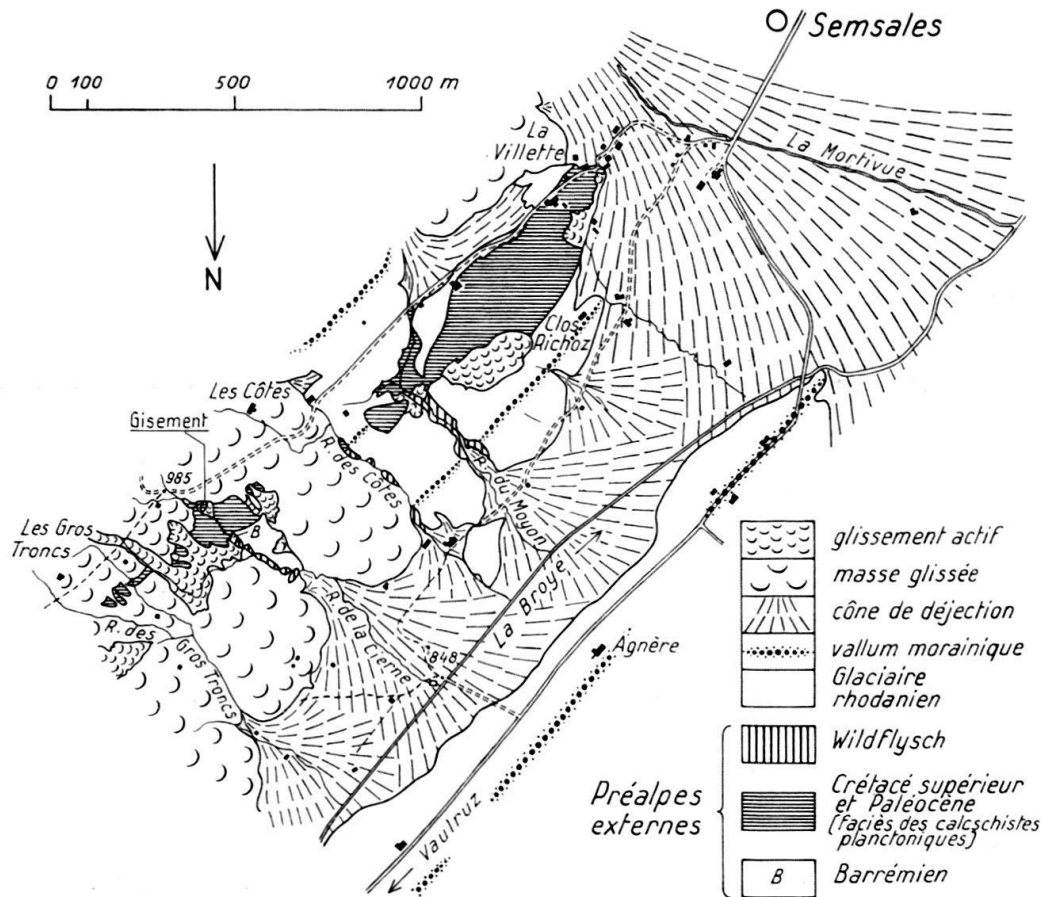 Semsales
0 100 500 1000 m
La
Villette
La Mortivue
N
Clos
Richoz
Les Côtes
Gisement
R. des Côtes
985
R. du Moyon
Les Gros
Troncs
B
La Broye
R. des Gros Troncs
R. de la Cierne
848
Agnère
Vaulruz
glissement actif
masse glissée
cône de déjection
vallum morainique
Glaciaire
rhodanien
Préalpes
externes
Wildflysch
Crétacé supérieur
et Paléocène
(faciès des calcschistes
planctoniques)
B Barrémien